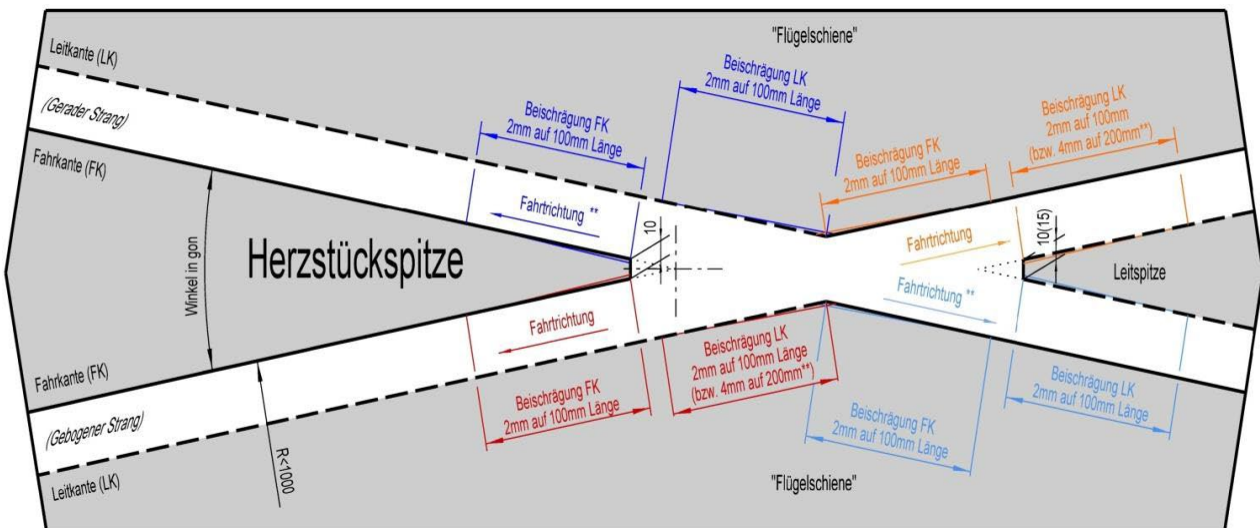 "Flügelschiene"
Leitkante (LK)
(Gerader Strang)
Fahrkante (FK)
Beischrägung FK
2mm auf 100mm Länge
Beischrägung LK
2mm auf 100mm Länge
Beischrägung FK
2mm auf 100mm Länge
Beischrägung LK
2mm auf 100mm
(bzw. 4mm auf 200mm**)
Fahrtrichtung **
10
Fahrtrichtung
10(15)
Winkel in gon
Herzstückspitze
Leitspitze
Fahrtrichtung **
Fahrtrichtung
Fahrkante (FK)
(Gebogener Strang)
Leitkante (LK)
R<1000
Beischrägung FK
2mm auf 100mm Länge
Beischrägung LK
2mm auf 100mm Länge
(bzw. 4mm auf 200mm**)
Beischrägung FK
2mm auf 100mm Länge
Beischrägung LK
2mm auf 100mm Länge
"Flügelschiene"